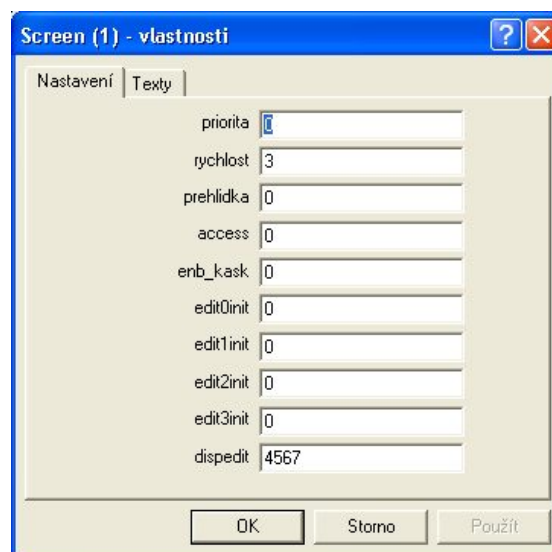 Screen (1) - vlastnosti
Nastavení Texty
priorita 0
rychlost 3
prehlidka 0
access 0
enb_kask 0
edit0init 0
edit1init 0
edit2init 0
edit3init 0
dispedit 4567
OK Storno Použít